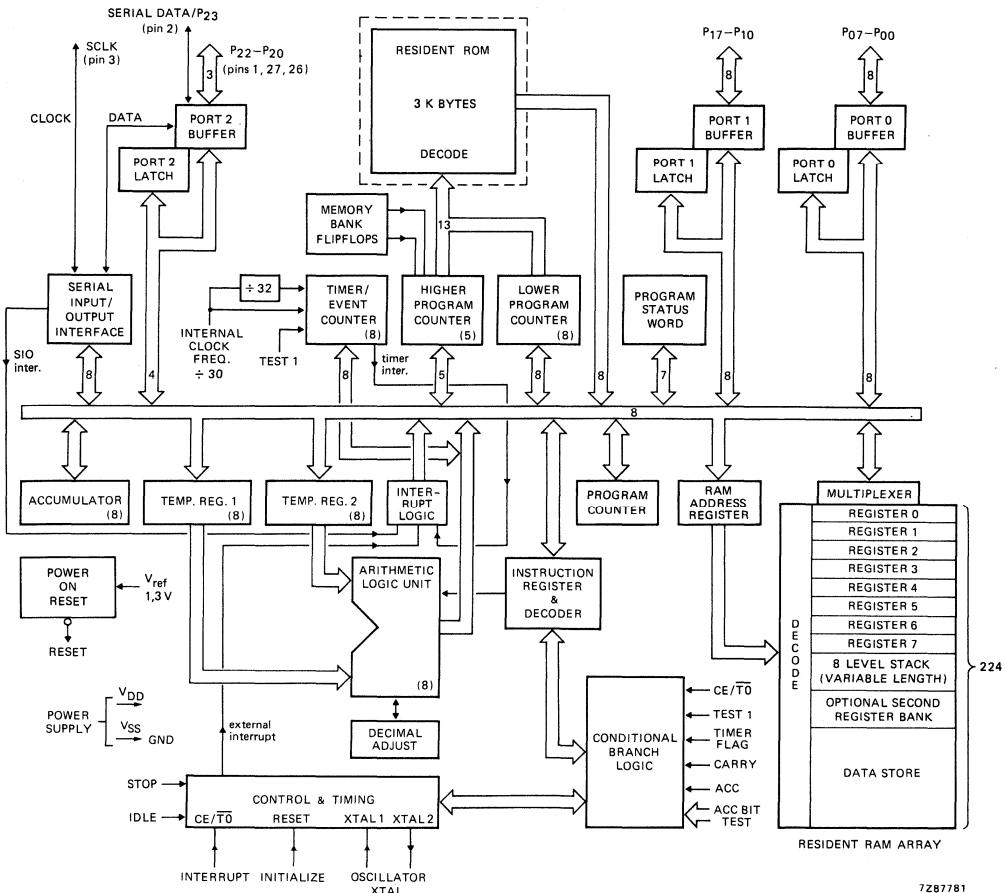 SERIAL DATA/P23
(pin 2)
SCLK
(pin 3)
P22–P20
(pins 1, 27, 26)
3
CLOCK
DATA
PORT 2
BUFFER
PORT 2
LATCH
RESIDENT ROM
3 K BYTES
DECODE
P17–P10
8
PORT 1
BUFFER
PORT 1
LATCH
P07–P00
8
PORT 0
BUFFER
PORT 0
LATCH
MEMORY
BANK
FLIPFLOPS
13
SERIAL
INPUT/
OUTPUT
INTERFACE
÷ 32
TIMER/
EVENT
COUNTER
(8)
HIGHER
PROGRAM
COUNTER
(5)
LOWER
PROGRAM
COUNTER
(8)
PROGRAM
STATUS
WORD
INTERNAL
CLOCK
FREQ.
÷ 30
TEST 1
timer
inter.
SIO
inter.
8
4
8
5
8
8
7
8
8
8
ACCUMULATOR
(8)
TEMP. REG. 1
(8)
TEMP. REG. 2
(8)
INTER–
RUPT
LOGIC
PROGRAM
COUNTER
RAM
ADDRESS
REGISTER
MULTIPLEXER
REGISTER 0
REGISTER 1
REGISTER 2
REGISTER 3
REGISTER 4
REGISTER 5
REGISTER 6
REGISTER 7
8 LEVEL STACK
(VARIABLE LENGTH)
OPTIONAL SECOND
REGISTER BANK
DATA STORE
DECODE
224
RESIDENT RAM ARRAY
POWER
ON
RESET
Vref
1,3 V
RESET
ARITHMETIC
LOGIC UNIT
(8)
INSTRUCTION
REGISTER
&
DECODER
DECIMAL
ADJUST
POWER
SUPPLY
VDD
VSS
GND
external
interrupt
CONDITIONAL
BRANCH
LOGIC
CE/T0
TEST 1
TIMER
FLAG
CARRY
ACC
ACC BIT
TEST
STOP
IDLE
CONTROL & TIMING
CE/T0 RESET XTAL 1 XTAL 2
INTERRUPT INITIALIZE OSCILLATOR
XTAL
7Z87781